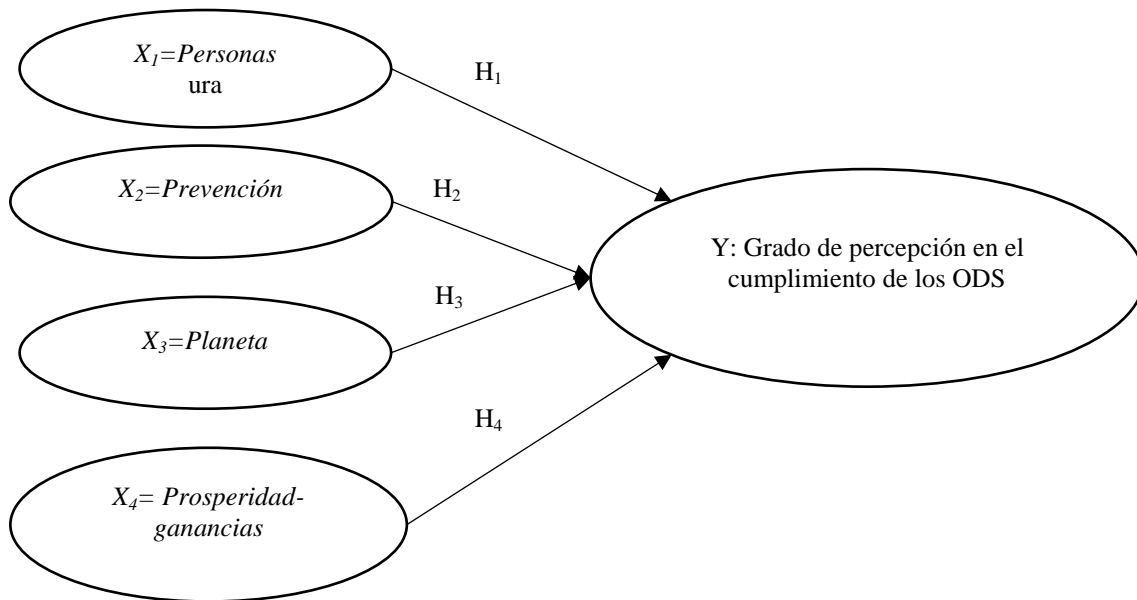 X₁=Personas
ura
H₁
X₂=Prevención
H₂
Y: Grado de percepción en el
cumplimiento de los ODS
H₃
X₃=Planeta
H₄
X₄= Prosperidad-
ganancias